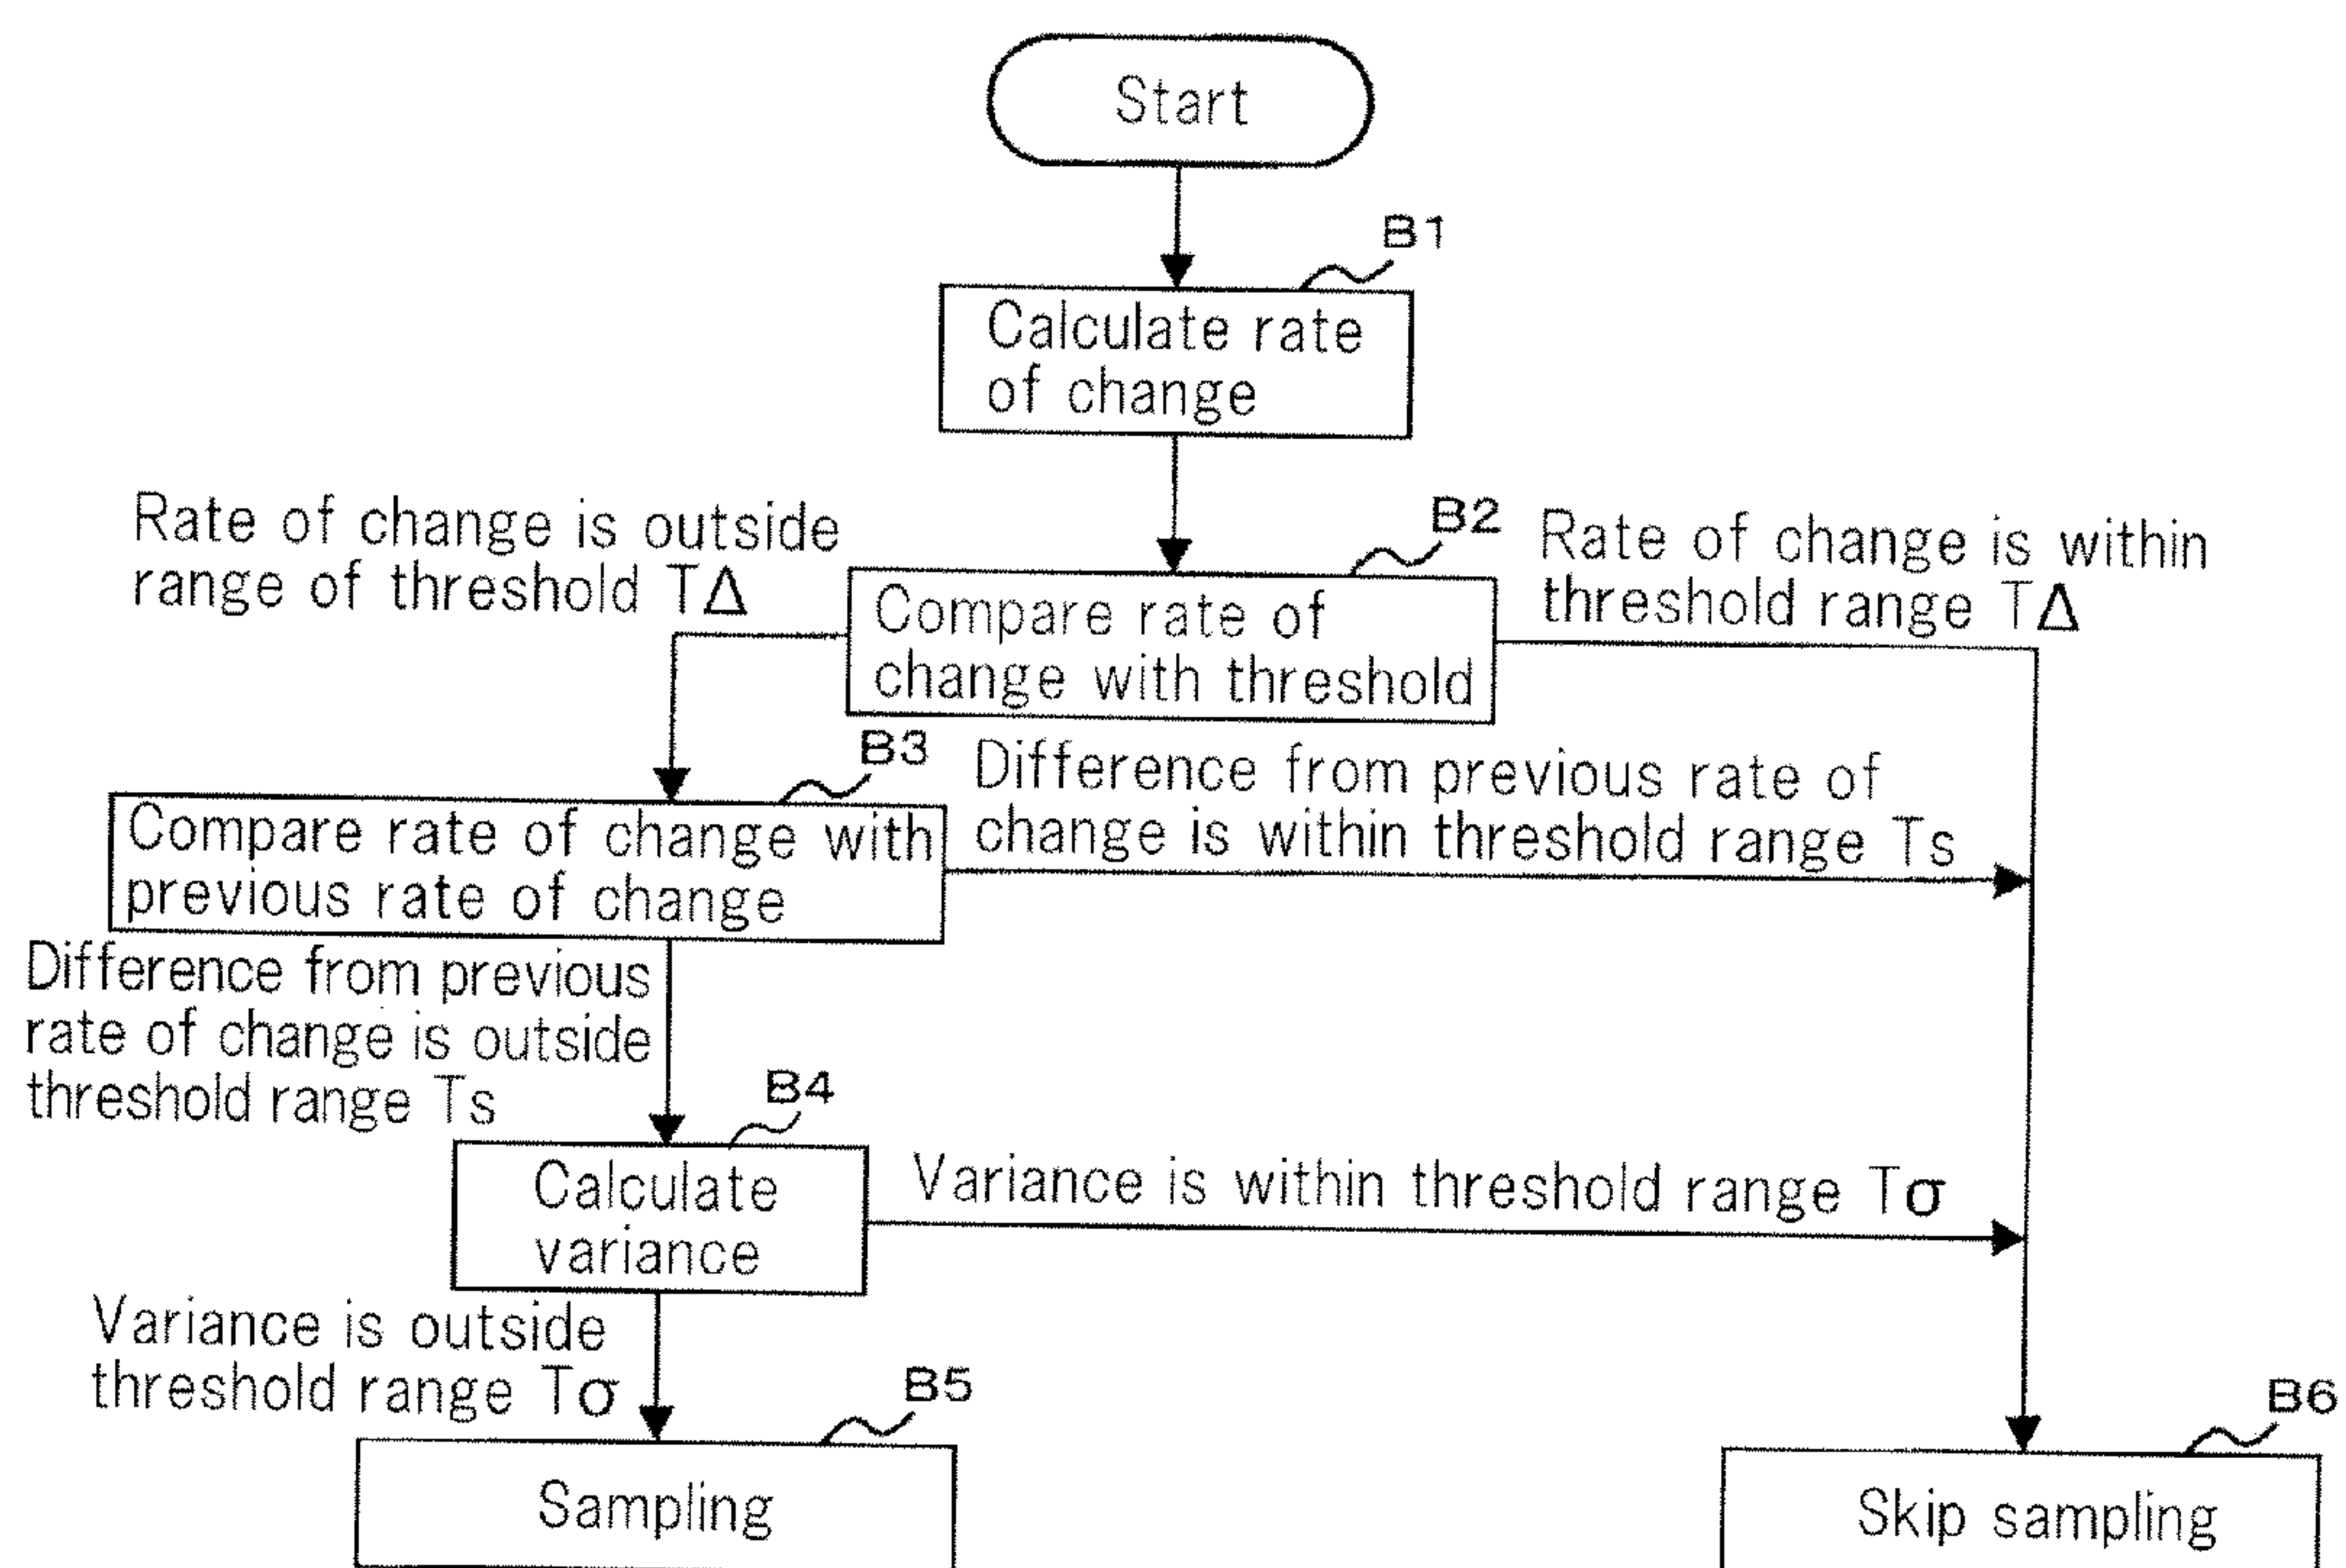 Start
B1
Calculate rate
of change
Rate of change is outside
range of threshold TΔ
B2
Rate of change is within
threshold range TΔ
Compare rate of
change with threshold
B3
Difference from previous rate of
change is within threshold range Ts
Compare rate of change with
previous rate of change
Difference from previous
rate of change is outside
threshold range Ts
B4
Calculate
variance
Variance is within threshold range Tσ
Variance is outside
threshold range Tσ
B5
Sampling
B6
Skip sampling